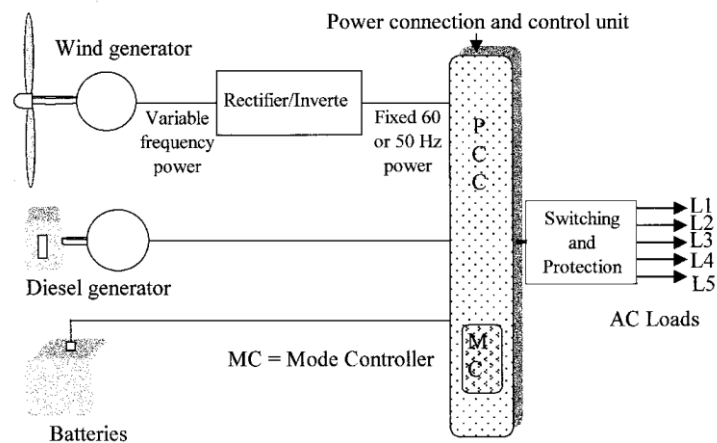 Power connection and control unit
Wind generator
Rectifier/Inverte
Variable
frequency
power
Fixed 60
or 50 Hz
power
P
C
C
Switching
and
Protection
L1
L2
L3
L4
L5
AC Loads
Diesel generator
MC = Mode Controller
M
C
Batteries